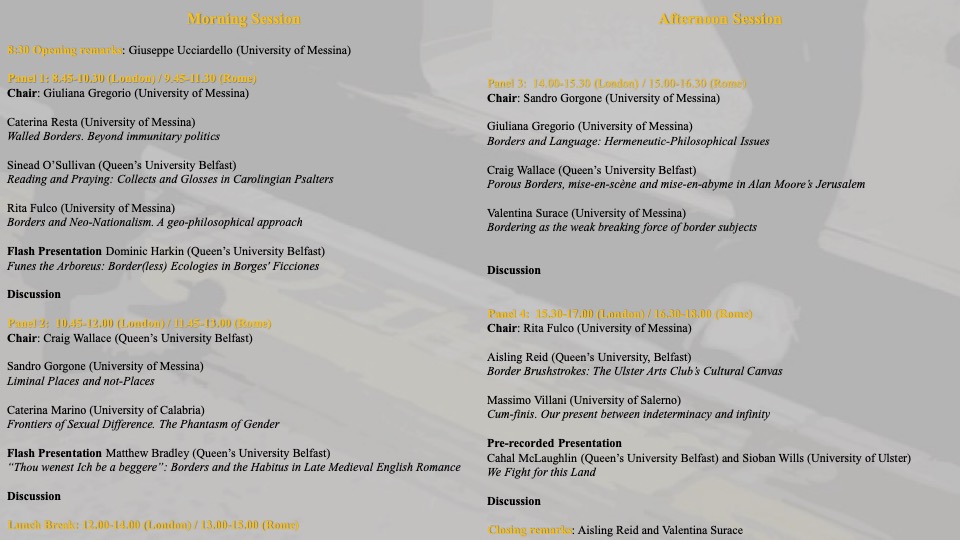 Morning Session
8:30 Opening remarks: Giuseppe Ucciardello (University of Messina)
Panel 1: 8.45-10.30 (London) / 9.45-11.30 (Rome)
Chair: Giuliana Gregorio (University of Messina)
Caterina Resta (University of Messina)
Walled Borders. Beyond immunitary politics
Sinead O’Sullivan (Queen’s University Belfast)
Reading and Praying: Collects and Glosses in Carolingian Psalters
Rita Fulco (University of Messina)
Borders and Neo-Nationalism. A geo-philosophical approach
Flash Presentation Dominic Harkin (Queen’s University Belfast)
Funes the Arboreus: Border(less) Ecologies in Borges' Ficciones
Discussion
Panel 2: 10.45-12.00 (London) / 11.45-13.00 (Rome)
Chair: Craig Wallace (Queen’s University Belfast)
Sandro Gorgone (University of Messina)
Liminal Places and not-Places
Caterina Marino (University of Calabria)
Frontiers of Sexual Difference. The Phantasm of Gender
Flash Presentation Matthew Bradley (Queen’s University Belfast)
“Thou wenest Ich be a beggere”: Borders and the Habitus in Late Medieval English Romance
Discussion
Lunch Break: 12.00-14.00 (London) / 13.00-15.00 (Rome)
Afternoon Session
Panel 3: 14.00-15.30 (London) / 15.00-16.30 (Rome)
Chair: Sandro Gorgone (University of Messina)
Giuliana Gregorio (University of Messina)
Borders and Language: Hermeneutic-Philosophical Issues
Craig Wallace (Queen’s University Belfast)
Porous Borders, mise-en-scène and mise-en-abyme in Alan Moore’s Jerusalem
Valentina Surace (University of Messina)
Bordering as the weak breaking force of border subjects
Discussion
Panel 4: 15.30-17.00 (London) / 16.30-18.00 (Rome)
Chair: Rita Fulco (University of Messina)
Aisling Reid (Queen’s University, Belfast)
Border Brushstrokes: The Ulster Arts Club’s Cultural Canvas
Massimo Villani (University of Salerno)
Cum-finis. Our present between indeterminacy and infinity
Pre-recorded Presentation
Cahal McLaughlin (Queen’s University Belfast) and Sioban Wills (University of Ulster)
We Fight for this Land
Discussion
Closing remarks: Aisling Reid and Valentina Surace